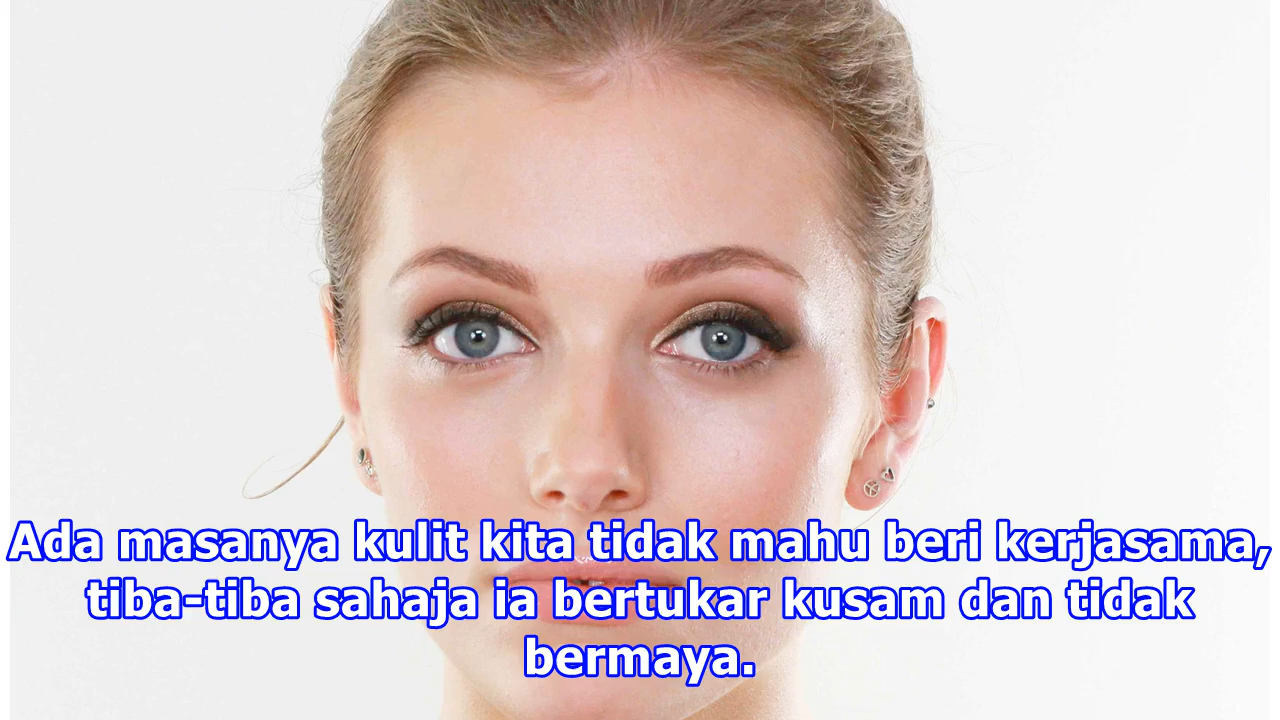 Ada masanya kulit kita tidak mahu beri kerjasama,
tiba-tiba sahaja ia bertukar kusam dan tidak
bermaya.